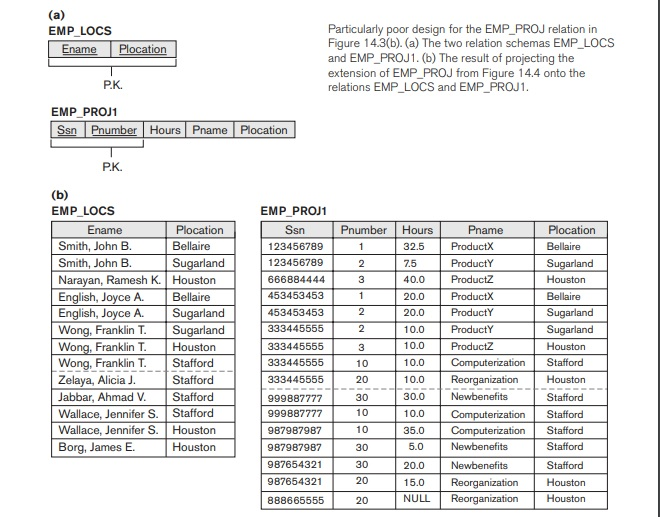 (a)
EMP_LOCS
Ename Plocation
P.K.
Particularly poor design for the EMP_PROJ relation in
Figure 14.3(b). (a) The two relation schemas EMP_LOCS
and EMP_PROJ1. (b) The result of projecting the
extension of EMP_PROJ from Figure 14.4 onto the
relations EMP_LOCS and EMP_PROJ1.
EMP_PROJ1
Ssn Pnumber Hours Pname Plocation
P.K.
(b)
EMP_LOCS
Ename Plocation
Smith, John B. Bellaire
Smith, John B. Sugarland
Narayan, Ramesh K. Houston
English, Joyce A. Bellaire
English, Joyce A. Sugarland
Wong, Franklin T. Sugarland
Wong, Franklin T. Houston
Wong, Franklin T. Stafford
Zelaya, Alicia J. Stafford
Jabbar, Ahmad V. Stafford
Wallace, Jennifer S. Stafford
Wallace, Jennifer S. Houston
Borg, James E. Houston
EMP_PROJ1
Ssn Pnumber Hours Pname Plocation
123456789 1 32.5 ProductX Bellaire
123456789 2 7.5 ProductY Sugarland
666884444 3 40.0 ProductZ Houston
453453453 1 20.0 ProductX Bellaire
453453453 2 20.0 ProductY Sugarland
333445555 2 10.0 ProductY Sugarland
333445555 3 10.0 ProductZ Houston
333445555 10 10.0 Computerization Stafford
333445555 20 10.0 Reorganization Houston
999887777 30 30.0 Newbenefits Stafford
999887777 10 10.0 Computerization Stafford
987987987 10 35.0 Computerization Stafford
987987987 30 5.0 Newbenefits Stafford
987654321 30 20.0 Newbenefits Stafford
987654321 20 15.0 Reorganization Houston
888665555 20 NULL Reorganization Houston